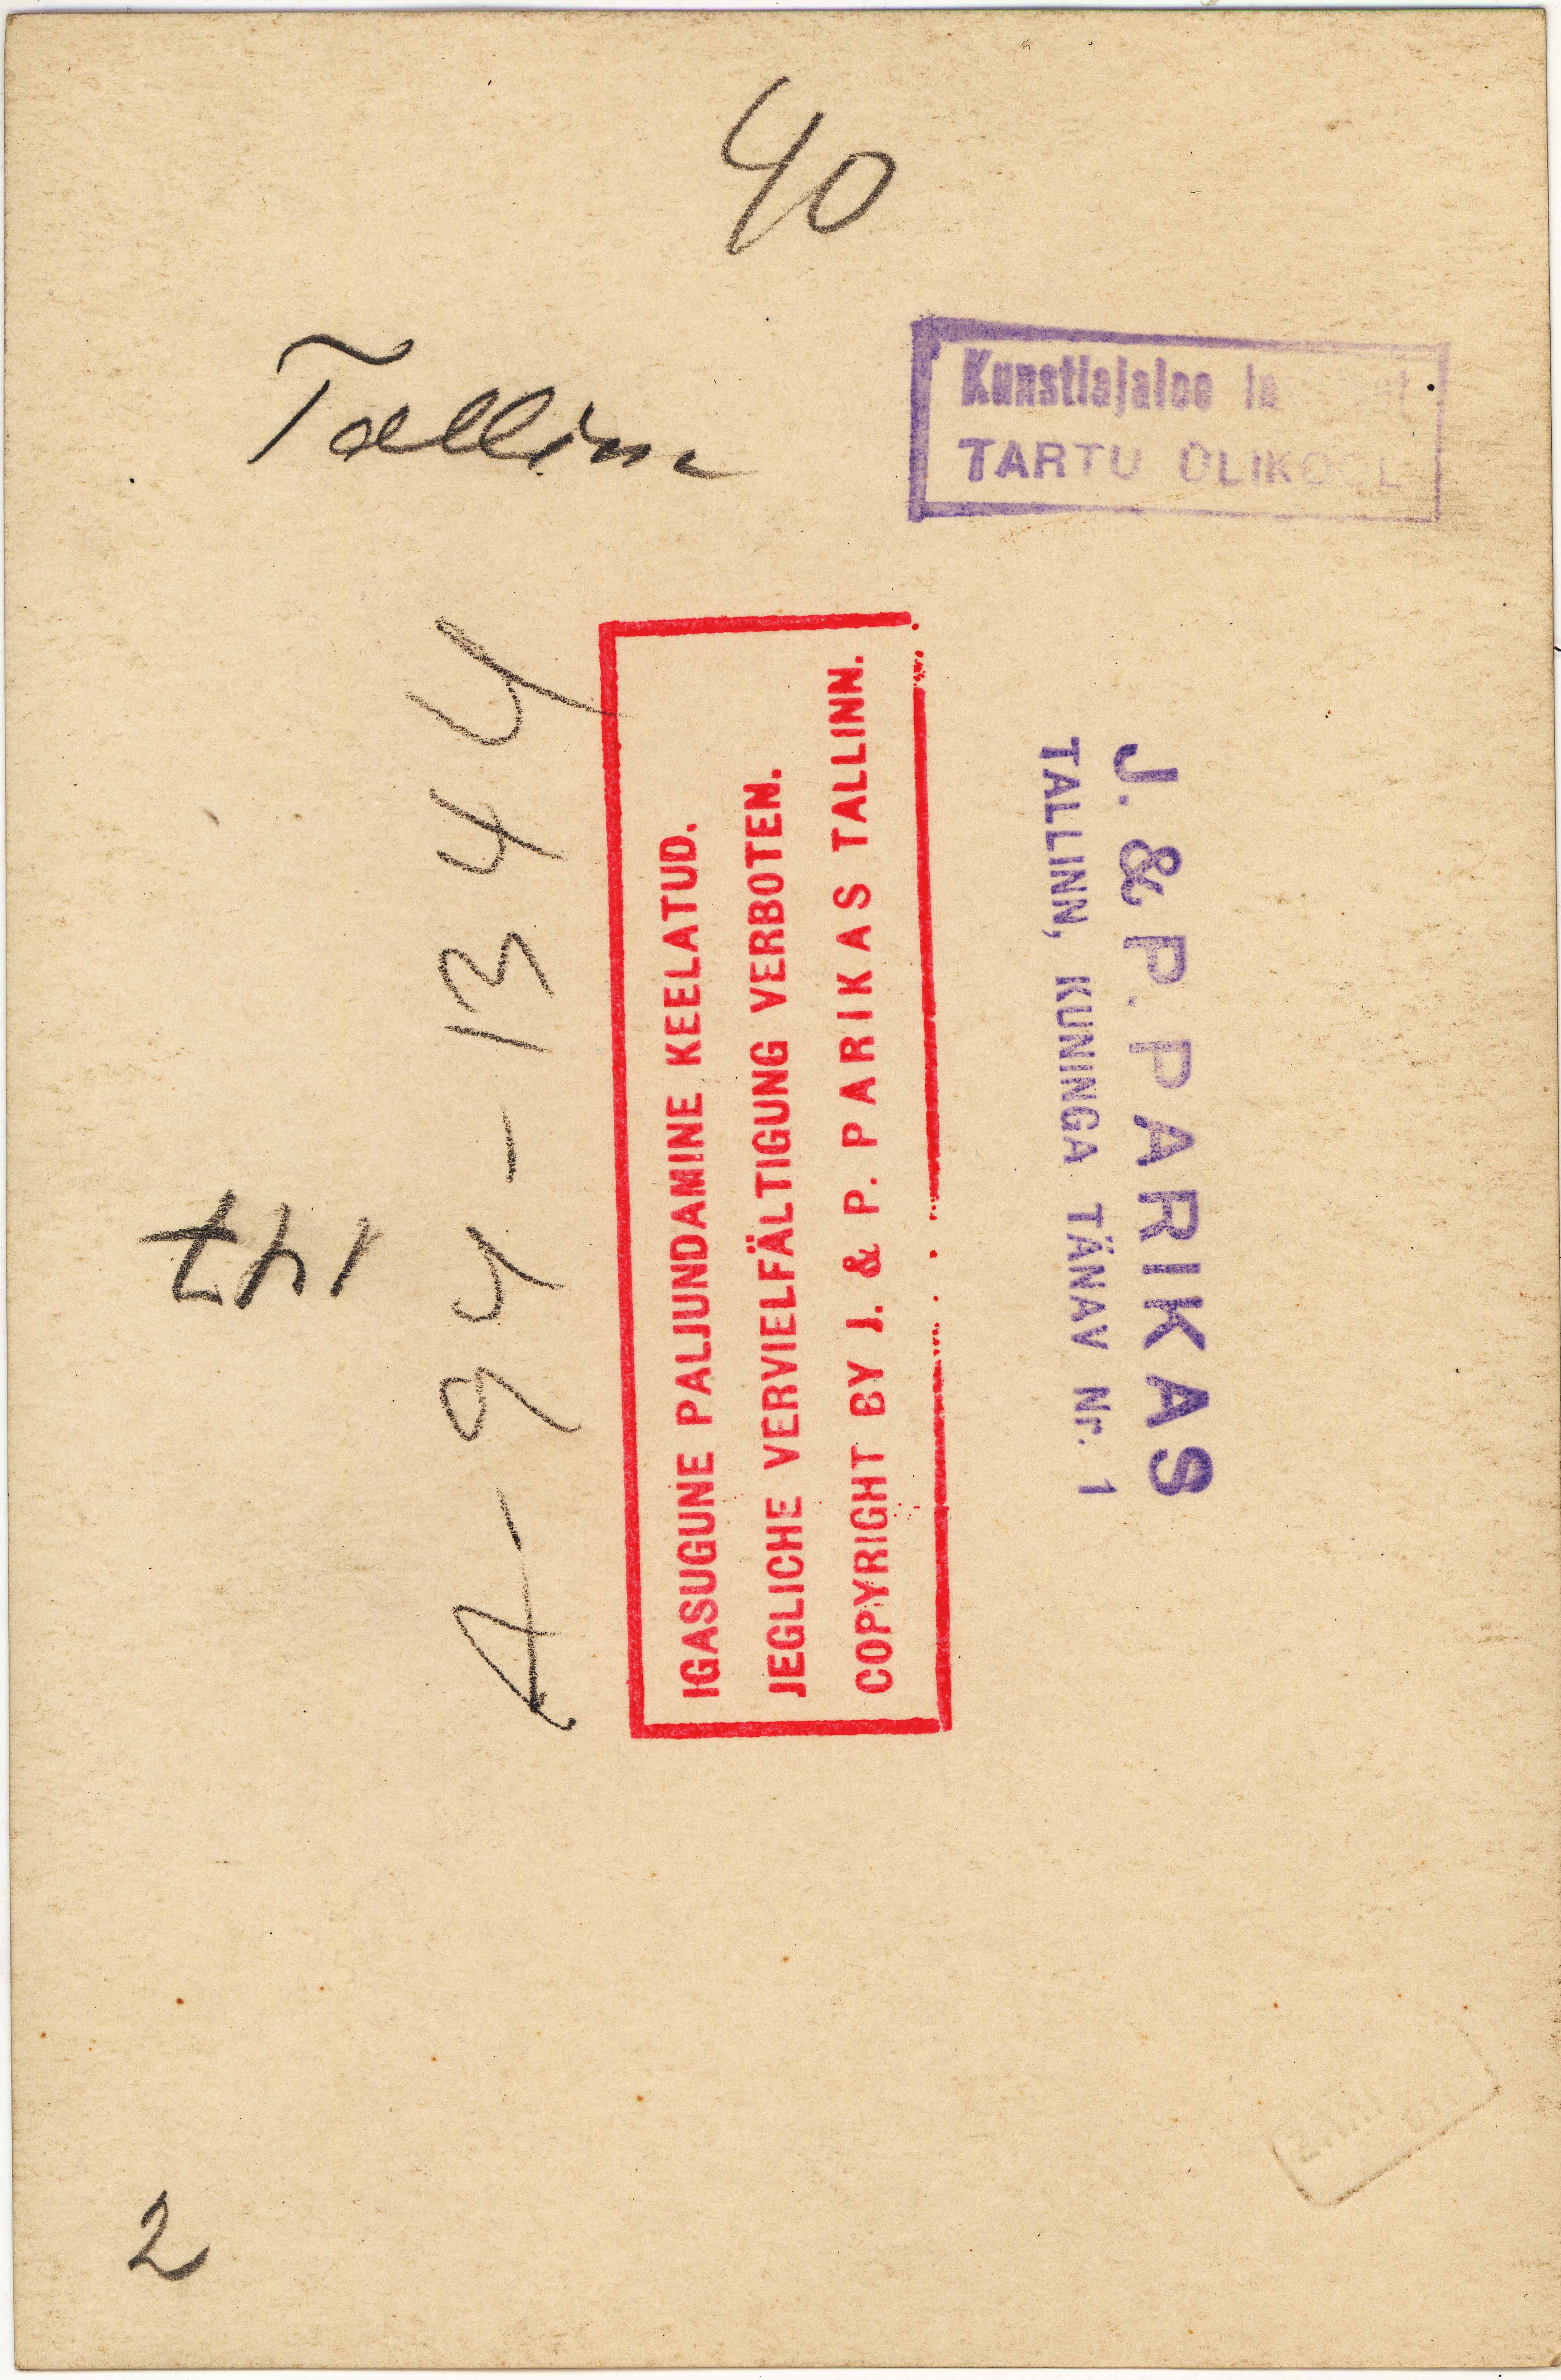 40
Tallinn
Kunstiajaloo
TARTU ÜLIKOOL
A-94-1344
147
IGASUGUNE PALJUNDAMINE KEELATUD.
JEGLICHE VERVIELFÄLTIGUNG VERBOTEN.
COPYRIGHT BY J. & P. PARIKAS TALLINN.
J. & P. PARIKAS
TALLINN, KUNINGA TÄNAV Nr. 1
2